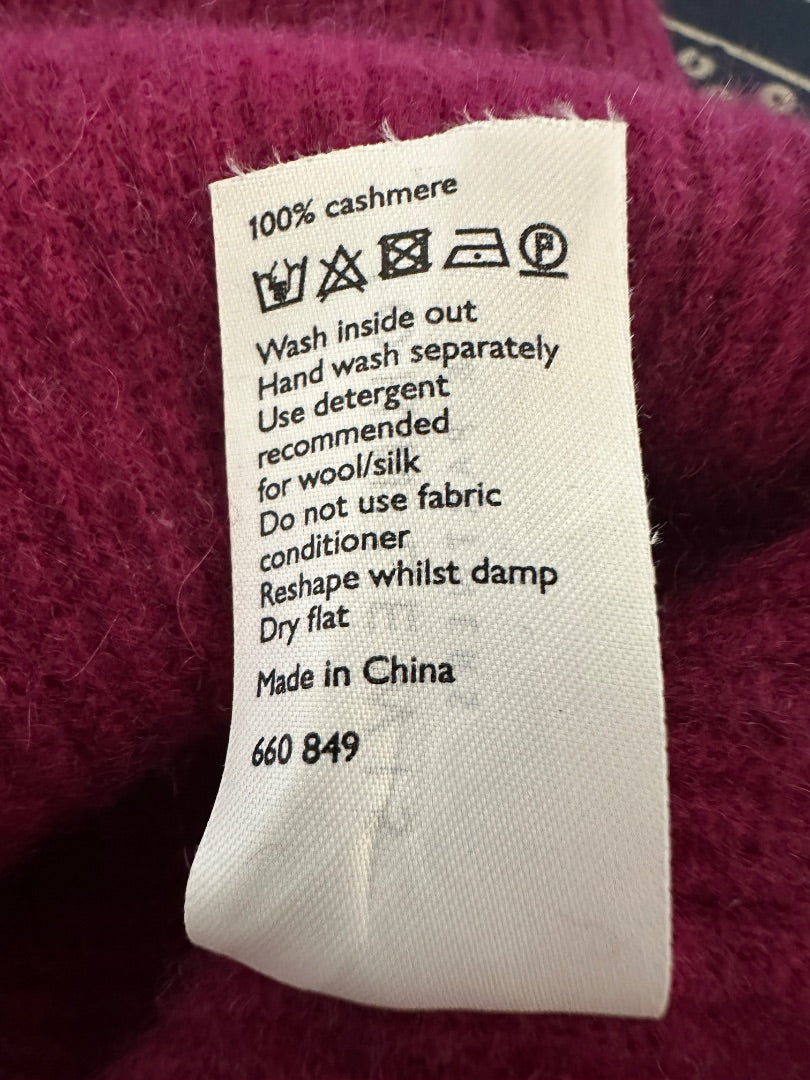 100% cashmere
P
Wash inside out
Hand wash separately
Use detergent
recommended
for wool/silk
Do not use fabric
conditioner
Reshape whilst damp
Dry flat
Made in China
660 849